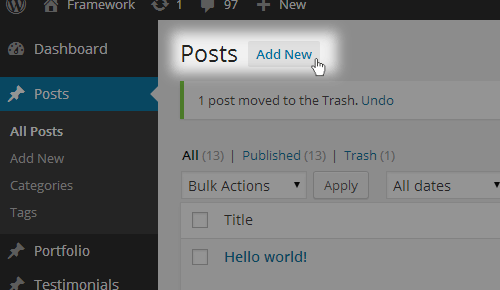 Framework 1 97 New
Dashboard
Posts
All Posts
Add New
Categories
Tags
Portfolio
Testimonials
Posts Add New
1 post moved to the Trash. Undo
All (13) | Published (13) | Trash (1)
Bulk Actions Apply All dates
Title
Hello world!